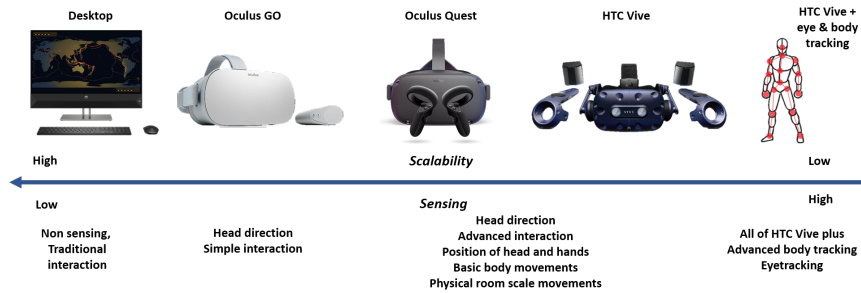 Desktop
Oculus GO
Oculus Quest
HTC Vive
HTC Vive +
eye & body
tracking
High
Scalability
Low
Low
Sensing
High
Non sensing,
Traditional
interaction
Head direction
Simple interaction
Head direction
Advanced interaction
Position of head and hands
Basic body movements
Physical room scale movements
All of HTC Vive plus
Advanced body tracking
Eyetracking